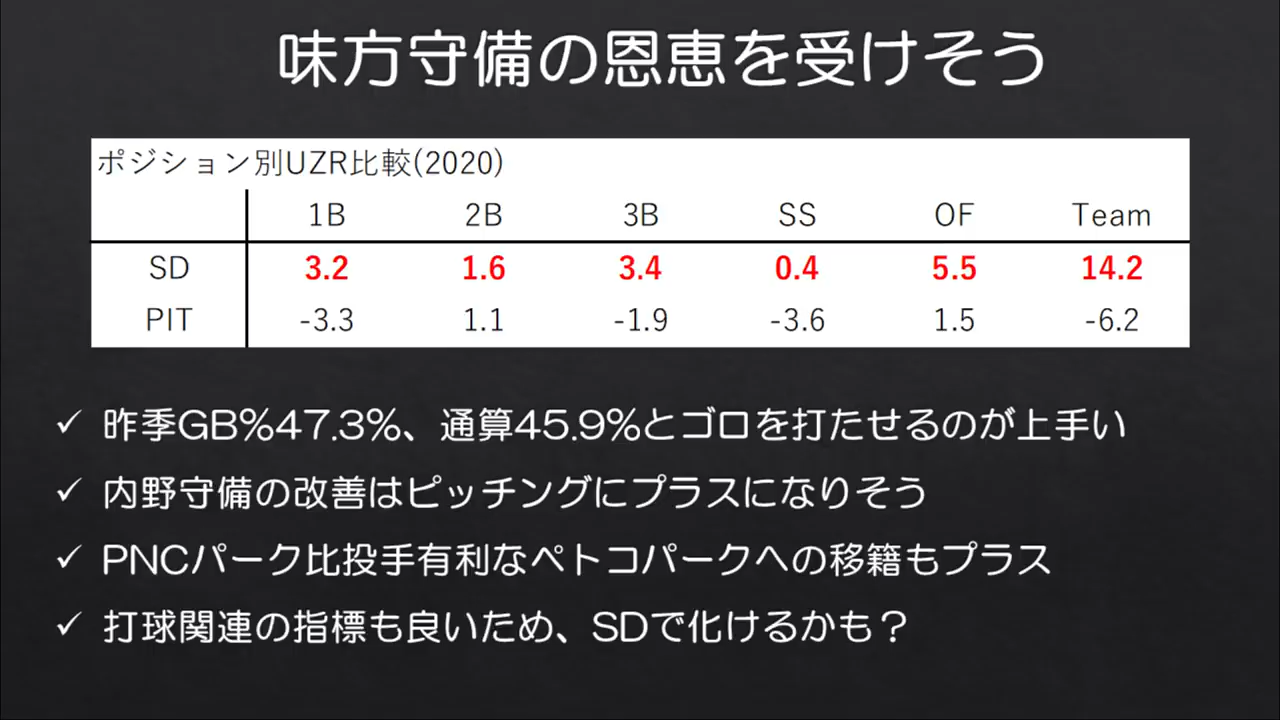 味方守備の恩恵を受けそう
ポジション別UZR比較(2020)
1B 2B 3B SS OF Team
SD 3.2 1.6 3.4 0.4 5.5 14.2
PIT -3.3 1.1 -1.9 -3.6 1.5 -6.2
✓ 昨季GB%47.3%、通算45.9%とゴロを打たせるのが上手い
✓ 内野守備の改善はピッチングにプラスになりそう
✓ PNCパーク比投手有利なペトコパークへの移籍もプラス
✓ 打球関連の指標も良いため、SDで化けるかも？